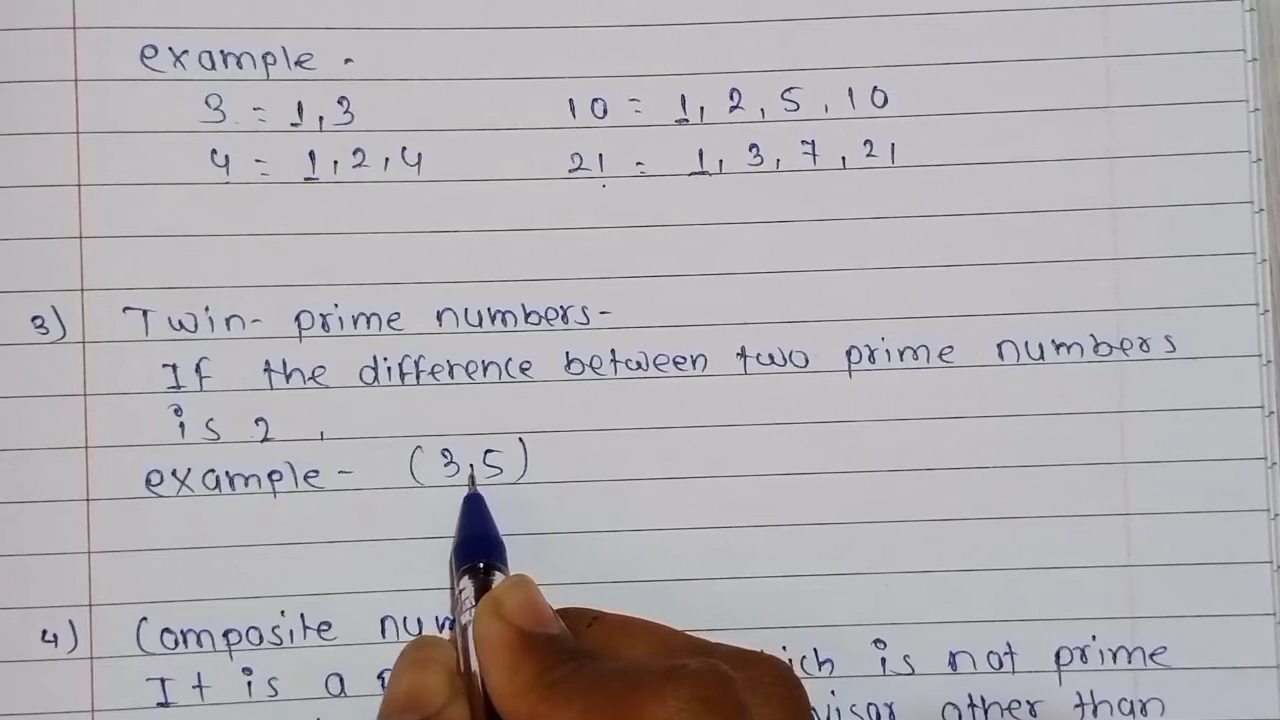 example -
3 = 1,3 10 = 1, 2, 5, 10
4 = 1, 2, 4 21 = 1, 3, 7, 21
3) Twin- prime numbers-
If the difference between two prime numbers
is 2,
example - (3,5)
4) Composite
It is a which is not prime
other than